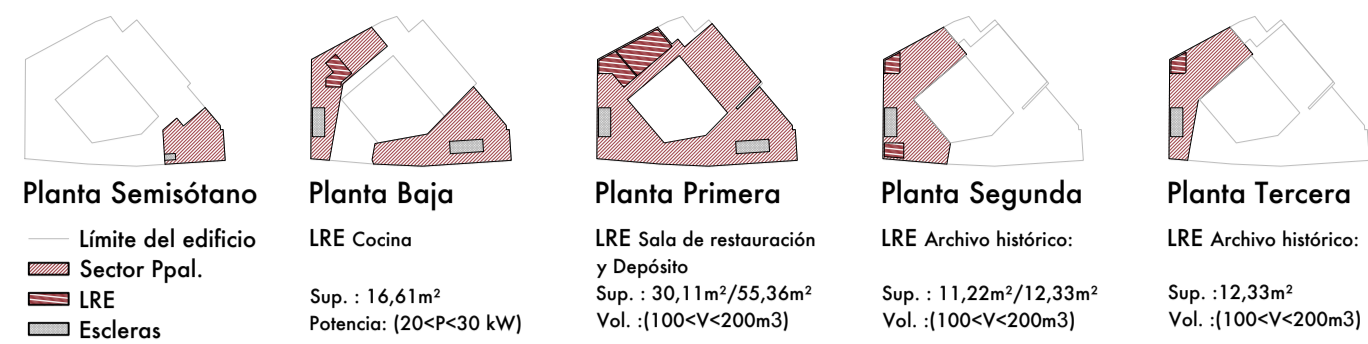 Planta Semisótano
Límite del edificio
Sector Ppal.
LRE
Escleras
Planta Baja
LRE Cocina
Sup. : 16,61m²
Potencia: (20<P<30 kW)
Planta Primera
LRE Sala de restauración
y Depósito
Sup. : 30,11m²/55,36m²
Vol. :(100<V<200m3)
Planta Segunda
LRE Archivo histórico:
Sup. : 11,22m²/12,33m²
Vol. :(100<V<200m3)
Planta Tercera
LRE Archivo histórico:
Sup. :12,33m²
Vol. :(100<V<200m3)